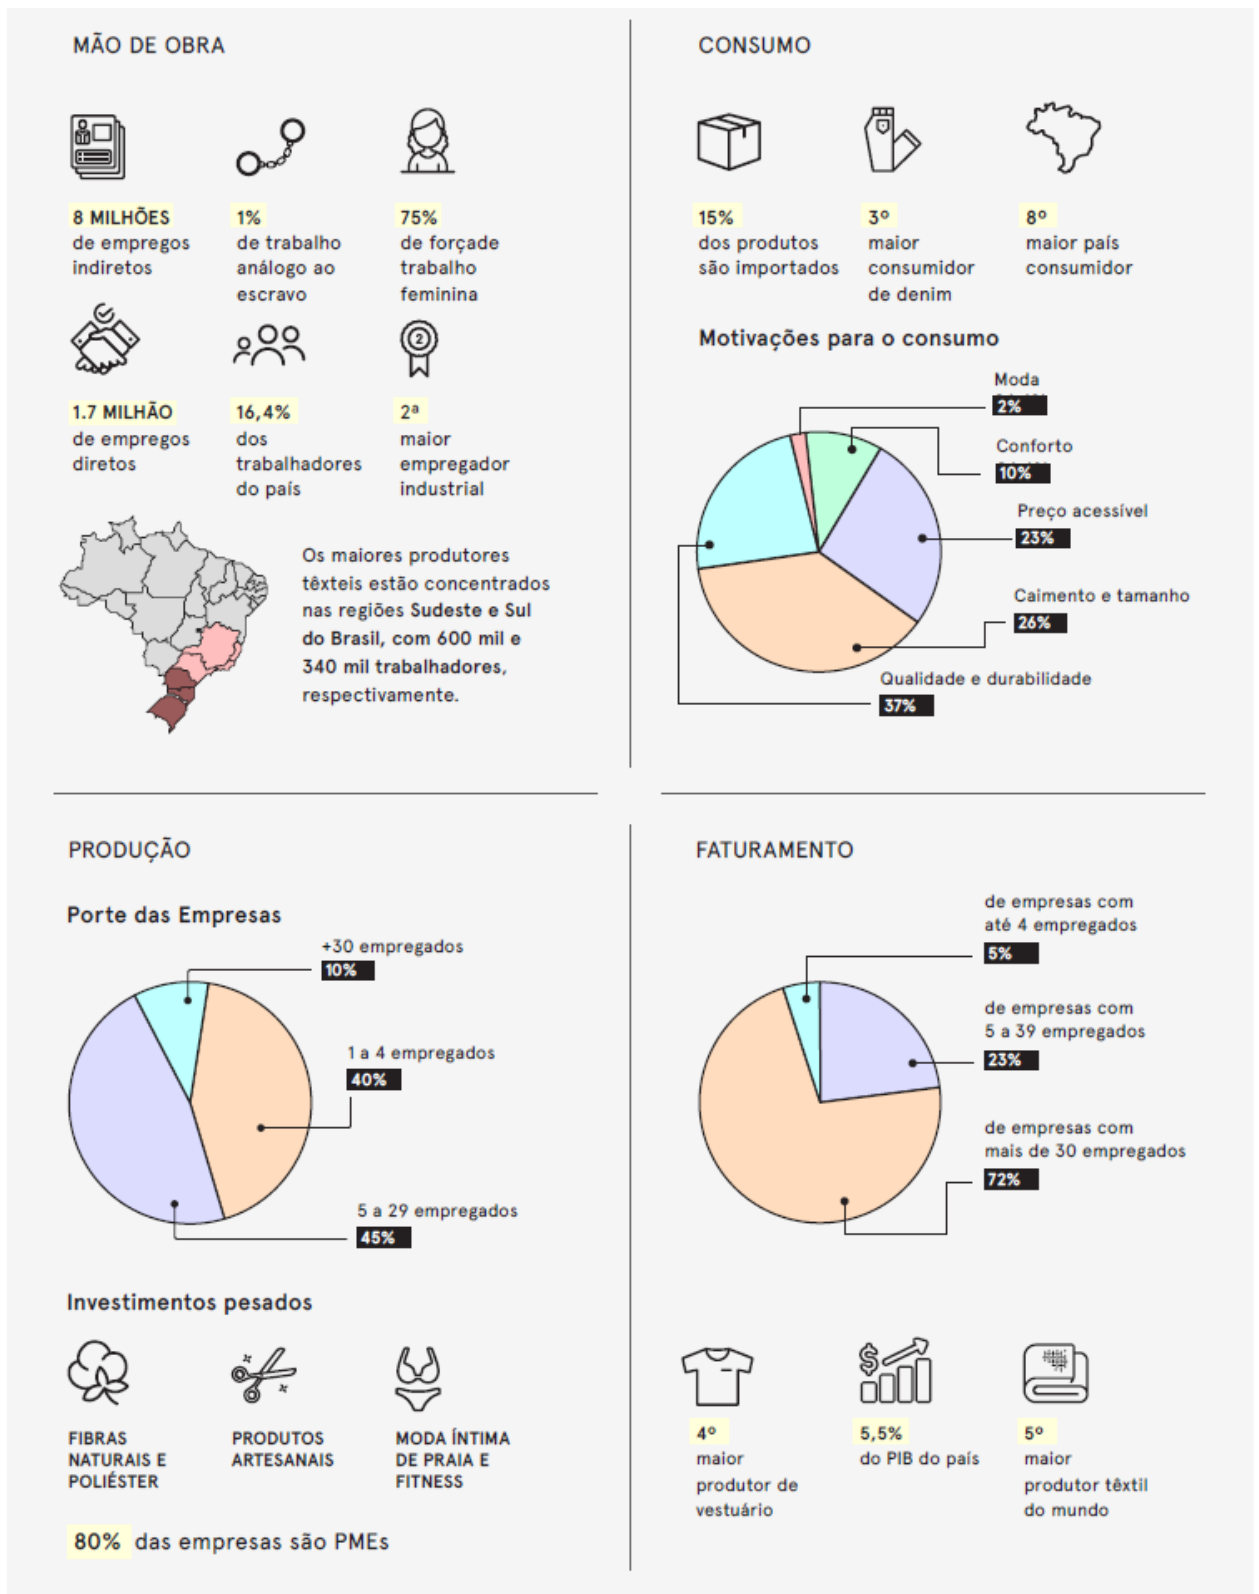 MÃO DE OBRA
8 MILHÕES
de empregos
indiretos
1%
de trabalho
análogo ao
escravo
75%
de forçade
trabalho
feminina
2
1.7 MILHÃO
de empregos
diretos
16,4%
dos
trabalhadores
do país
2ª
maior
empregador
industrial
Os maiores produtores
têxteis estão concentrados
nas regiões Sudeste e Sul
do Brasil, com 600 mil e
340 mil trabalhadores,
respectivamente.
CONSUMO
15%
dos produtos
são importados
3º
maior
consumidor
de denim
8º
maior país
consumidor
Motivações para o consumo
Moda
2%
Conforto
10%
Preço acessível
23%
Caimento e tamanho
26%
Qualidade e durabilidade
37%
PRODUÇÃO
Porte das Empresas
+30 empregados
10%
1 a 4 empregados
40%
5 a 29 empregados
45%
Investimentos pesados
FIBRAS
NATURAIS E
POLIÉSTER
PRODUTOS
ARTESANAIS
MODA ÍNTIMA
DE PRAIA E
FITNESS
80% das empresas são PMEs
FATURAMENTO
de empresas com
até 4 empregados
5%
de empresas com
5 a 39 empregados
23%
de empresas com
mais de 30 empregados
72%
$
4º
maior
produtor de
vestuário
5,5%
do PIB do país
5º
maior
produtor têxtil
do mundo